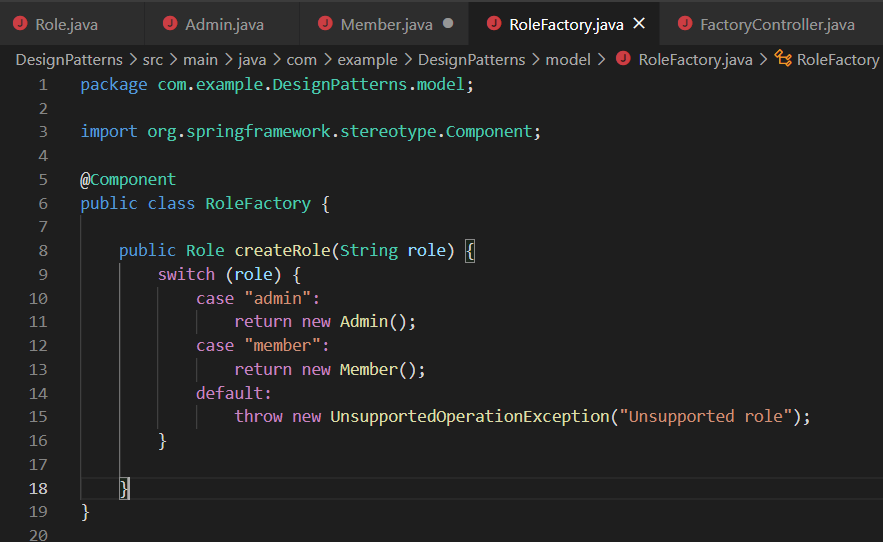 Role.java Admin.java Member.java RoleFactory.java FactoryController.java
DesignPatterns > src > main > java > com > example > DesignPatterns > model > RoleFactory.java > RoleFactory
1 package com.example.DesignPatterns.model;
2
3 import org.springframework.stereotype.Component;
4
5 @Component
6 public class RoleFactory {
7
8     public Role createRole(String role) {
9         switch (role) {
10             case "admin":
11                 return new Admin();
12             case "member":
13                 return new Member();
14             default:
15                 throw new UnsupportedOperationException("Unsupported role");
16         }
17
18     }
19 }
20